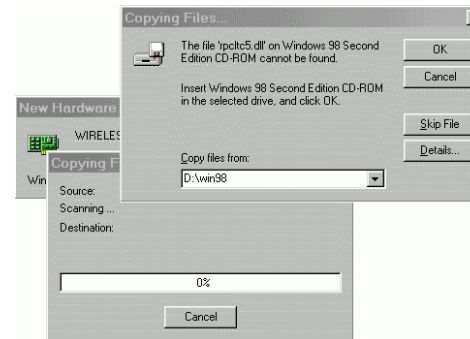 Copying Files...
The file 'rpcltc5.dll' on Windows 98 Second
Edition CD-ROM cannot be found.
Insert Windows 98 Second Edition CD-ROM
in the selected drive, and click OK.
Copy files from:
D:\win98
OK
Cancel
Skip File
Details...
New Hardware
WIRELES
Win
Copying F
Source:
Scanning ...
Destination:
0%
Cancel